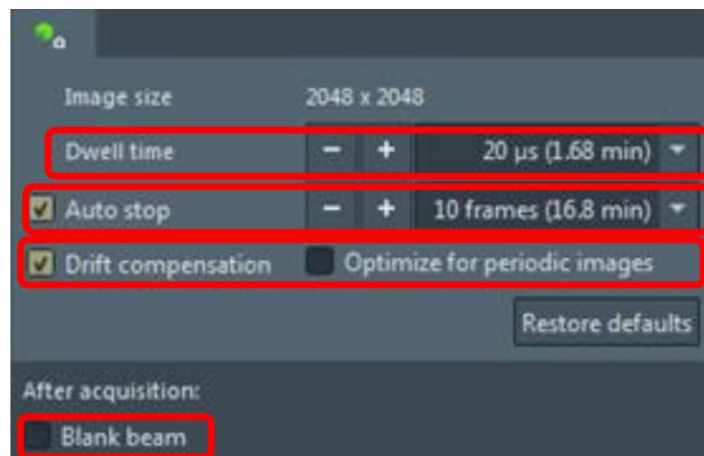 Image size 2048 x 2048
Dwell time − + 20 µs (1.68 min)
Auto stop − + 10 frames (16.8 min)
Drift compensation Optimize for periodic images
Restore defaults
After acquisition:
Blank beam